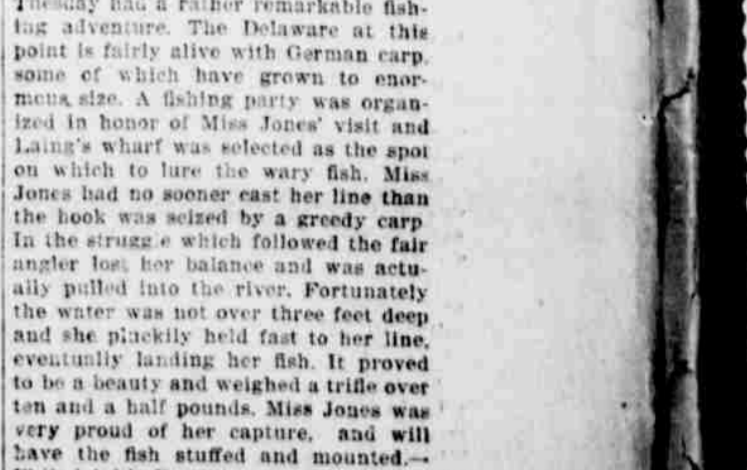 Tuesday had a rather remarkable fish-
ing adventure. The Delaware at this
point is fairly alive with German carp,
some of which have grown to enor-
mous size. A fishing party was organ-
ized in honor of Miss Jones' visit and
Laing's wharf was selected as the spot
on which to lure the wary fish. Miss
Jones had no sooner cast her line than
the hook was seized by a greedy carp
In the struggle which followed the fair
angler lost her balance and was actu-
ally pulled into the river. Fortunately
the water was not over three feet deep
and she pluckily held fast to her line,
eventually landing her fish. It proved
to be a beauty and weighed a trifle over
ten and a half pounds. Miss Jones was
very proud of her capture, and will
have the fish stuffed and mounted.—